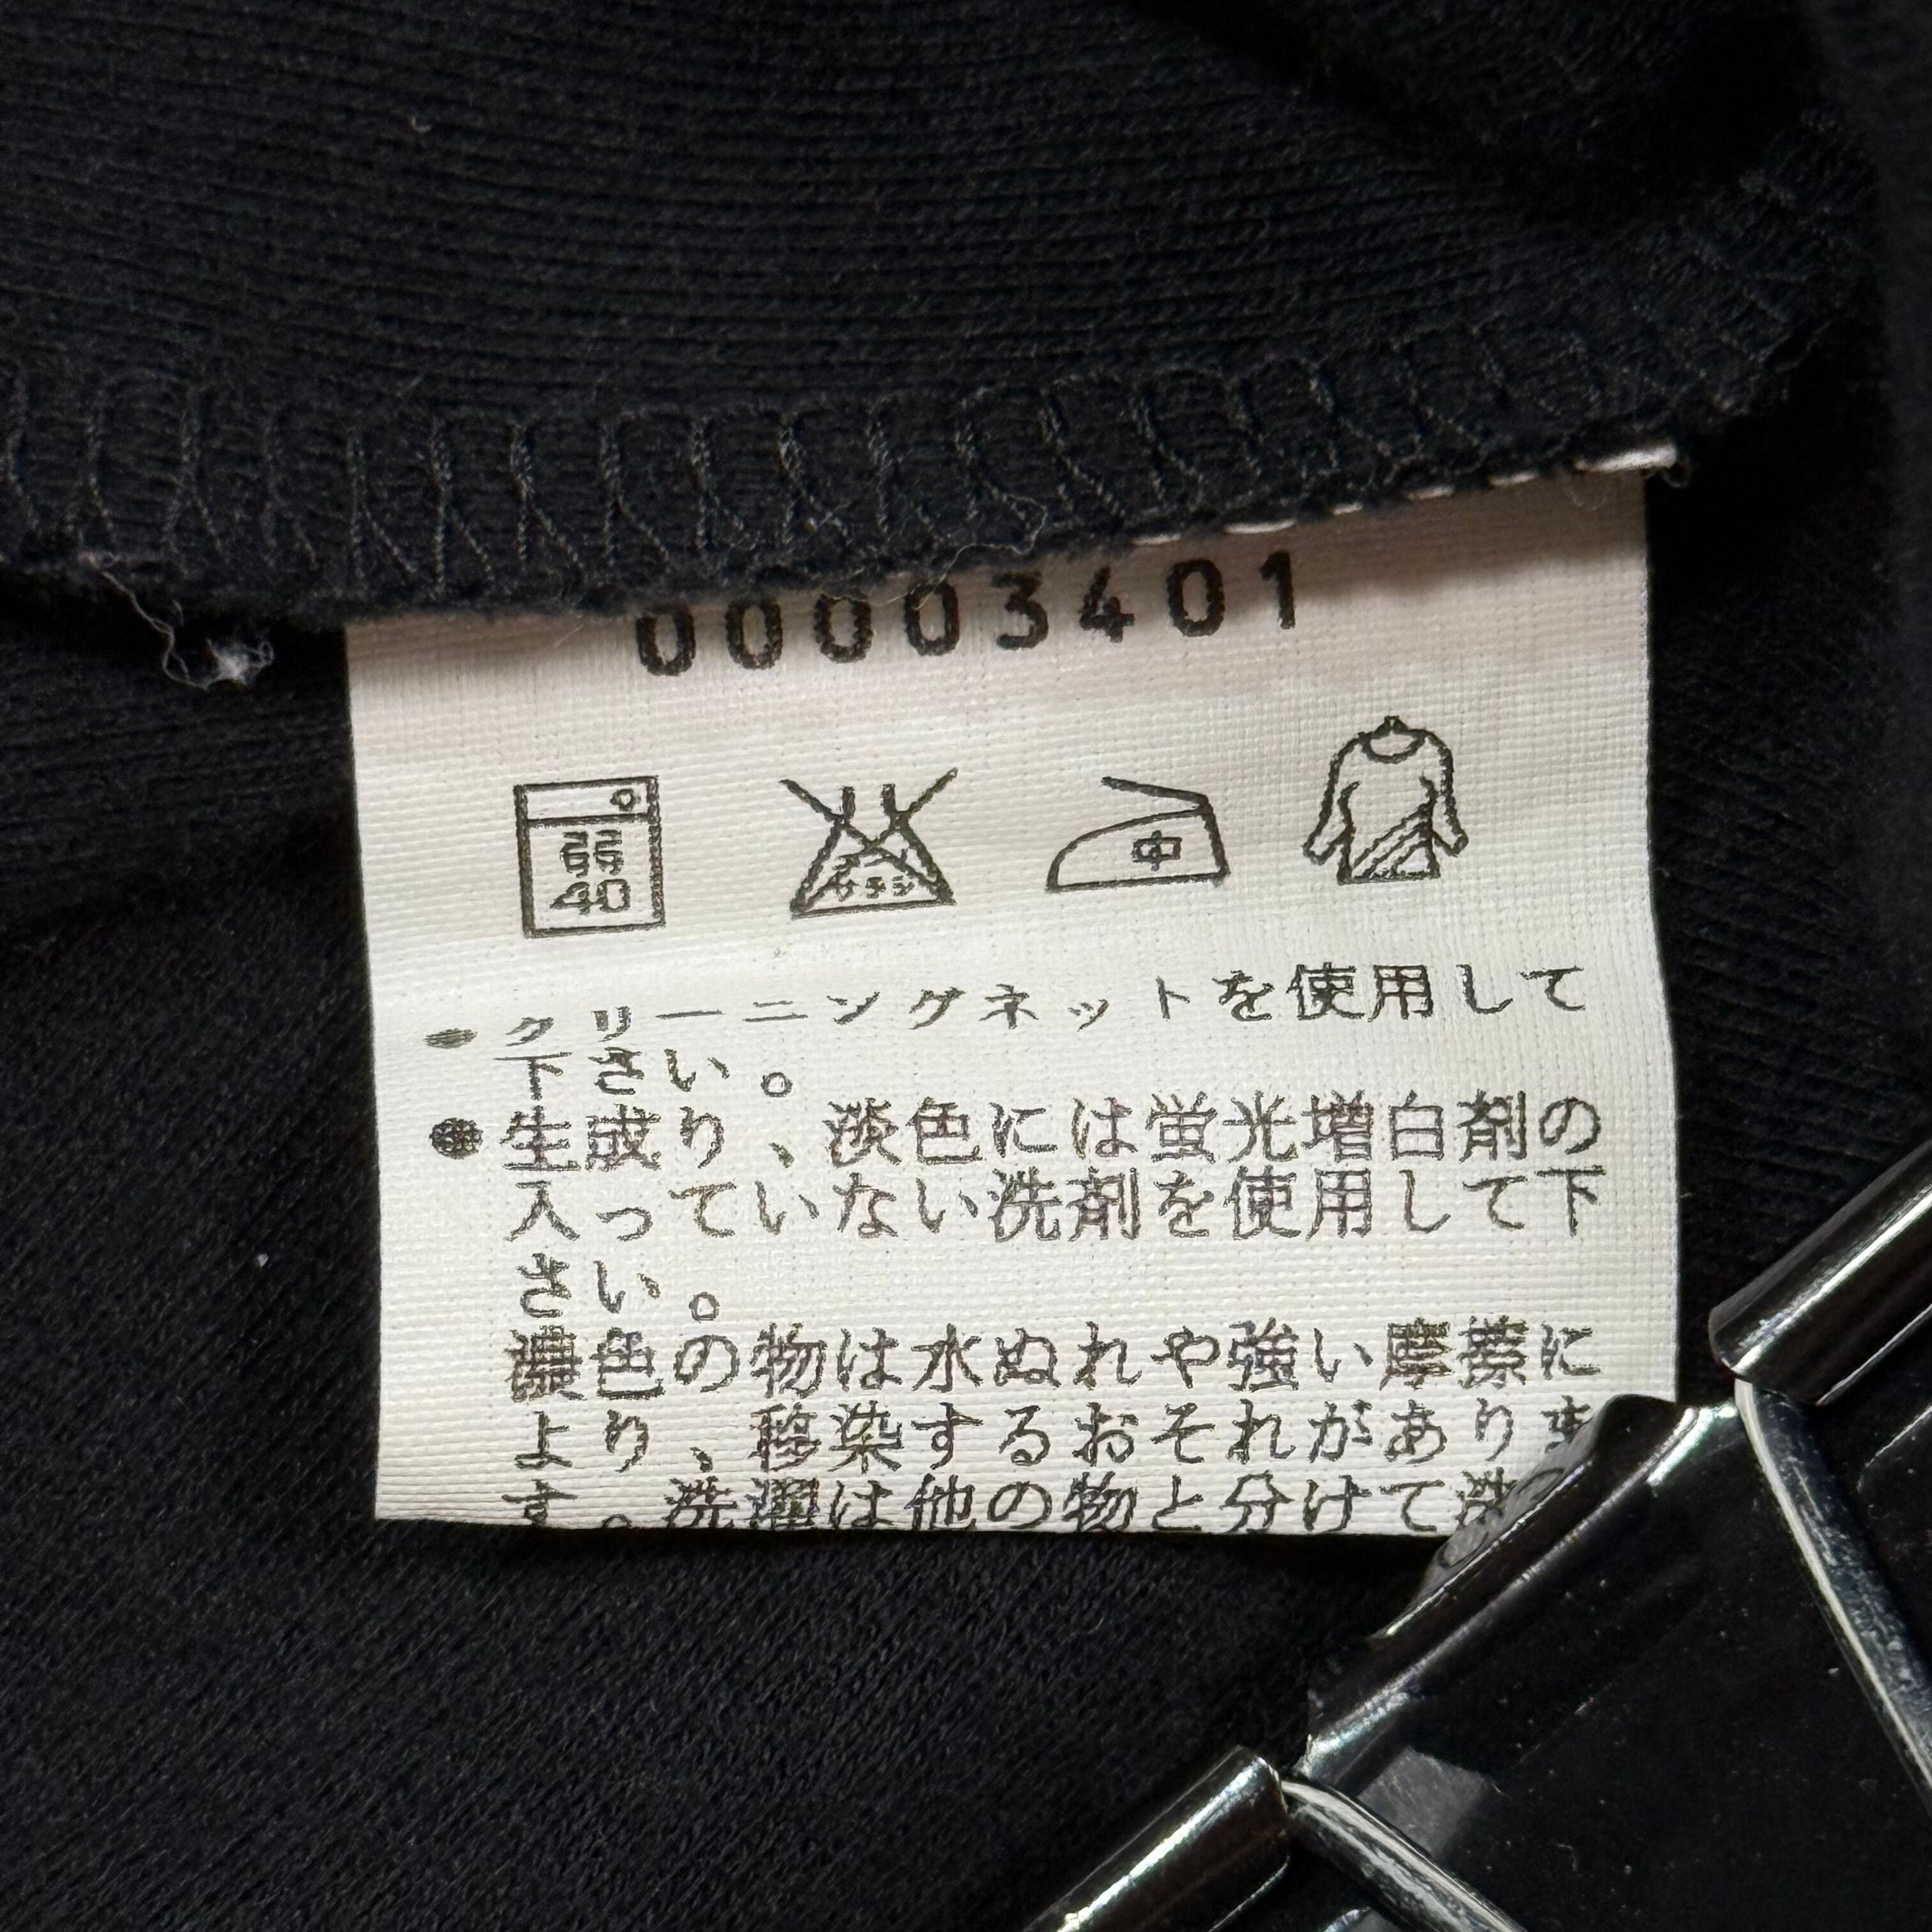 00003401
40
中
クリーニングネットを使用して
下さい。
生成り、淡色には蛍光増白剤の
入っていない洗剤を使用して下
さい。
濃色の物は水ぬれや強い摩擦に
より、移染するおそれがありま
す。洗濯は他の物と分けて洗